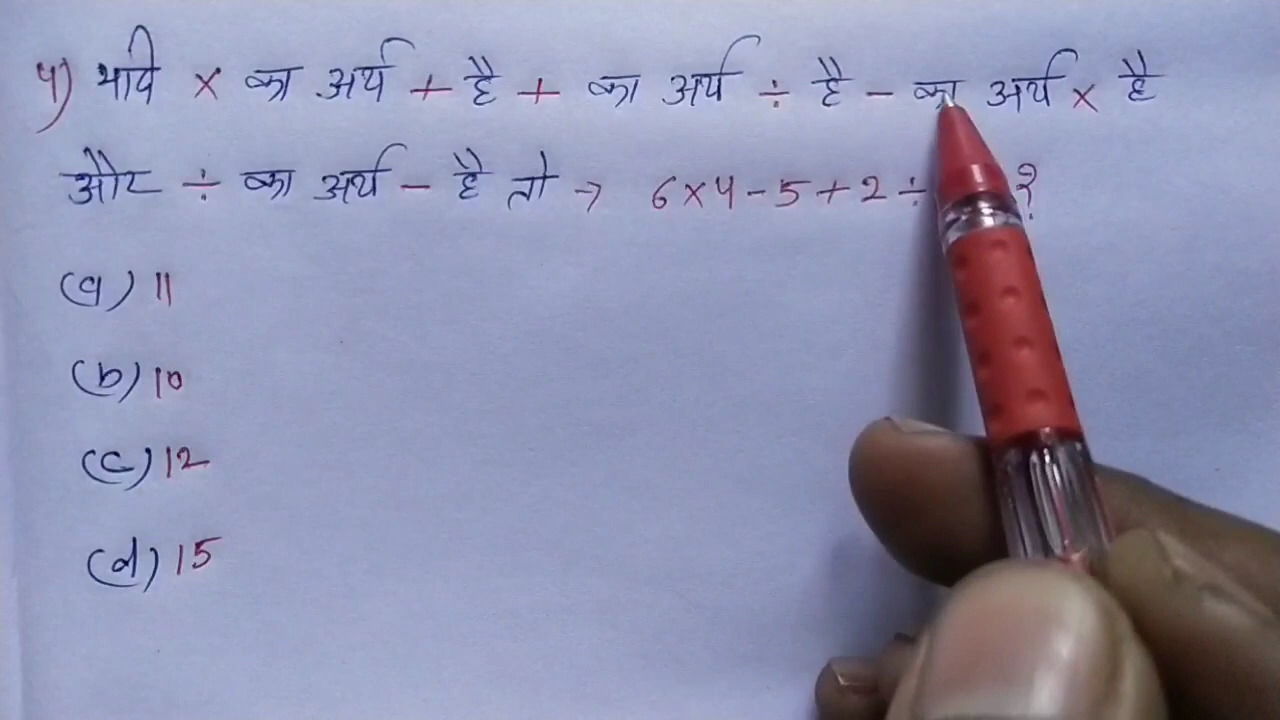 4) यदि × का अर्थ + है + का अर्थ ÷ है - का अर्थ × है
और ÷ का अर्थ - है तो → 6×4-5+2÷ ?
(a) 11
(b) 10
(c) 12
(d) 15